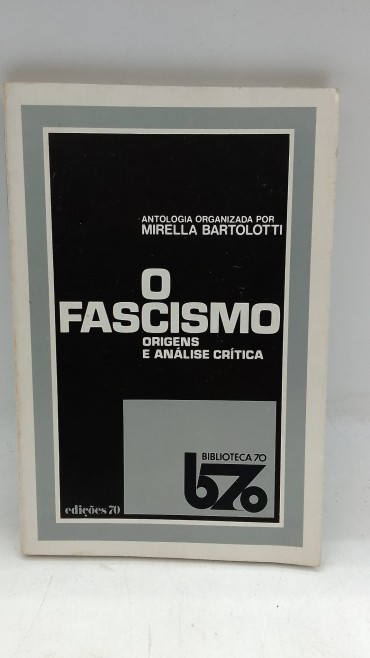 ANTOLOGIA ORGANIZADA POR
MIRELLA BARTOLOTTI
O
FASCISMO
ORIGENS
E ANÁLISE CRÍTICA
BIBLIOTECA 70
b70
edições 70